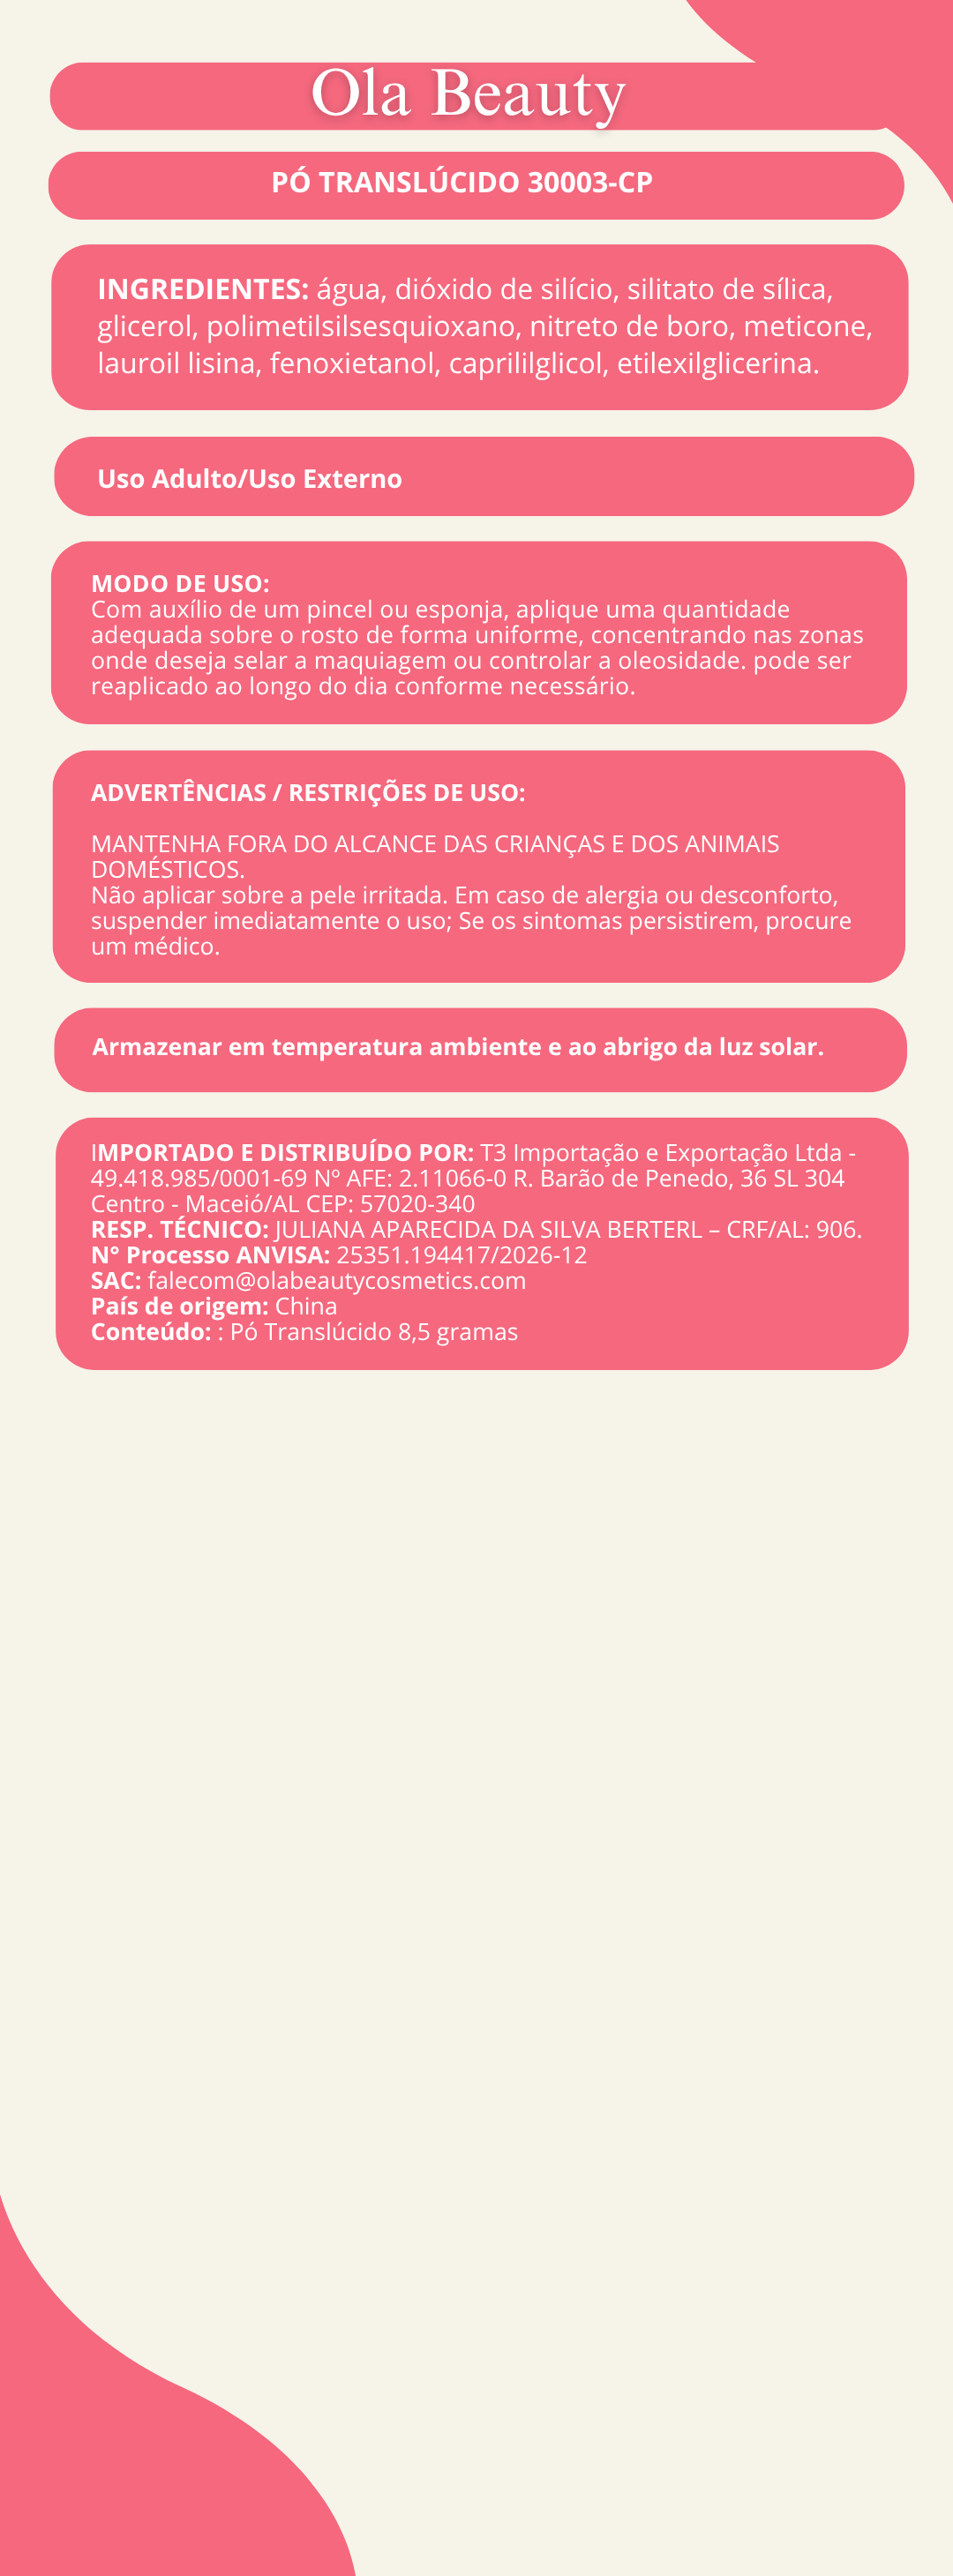 Ola Beauty
PÓ TRANSLÚCIDO 30003-CP
INGREDIENTES: água, dióxido de silício, silitato de sílica,
glicerol, polimetilsilsesquioxano, nitreto de boro, meticone,
lauroil lisina, fenoxietanol, caprililglicol, etilexilglicerina.
Uso Adulto/Uso Externo
MODO DE USO:
Com auxílio de um pincel ou esponja, aplique uma quantidade
adequada sobre o rosto de forma uniforme, concentrando nas zonas
onde deseja selar a maquiagem ou controlar a oleosidade. pode ser
reaplicado ao longo do dia conforme necessário.
ADVERTÊNCIAS / RESTRIÇÕES DE USO:
MANTENHA FORA DO ALCANCE DAS CRIANÇAS E DOS ANIMAIS
DOMÉSTICOS.
Não aplicar sobre a pele irritada. Em caso de alergia ou desconforto,
suspender imediatamente o uso; Se os sintomas persistirem, procure
um médico.
Armazenar em temperatura ambiente e ao abrigo da luz solar.
IMPORTADO E DISTRIBUÍDO POR: T3 Importação e Exportação Ltda -
49.418.985/0001-69 Nº AFE: 2.11066-0 R. Barão de Penedo, 36 SL 304
Centro - Maceió/AL CEP: 57020-340
RESP. TÉCNICO: JULIANA APARECIDA DA SILVA BERTERL – CRF/AL: 906.
N° Processo ANVISA: 25351.194417/2026-12
SAC: falecom@olabeautycosmetics.com
País de origem: China
Conteúdo: : Pó Translúcido 8,5 gramas